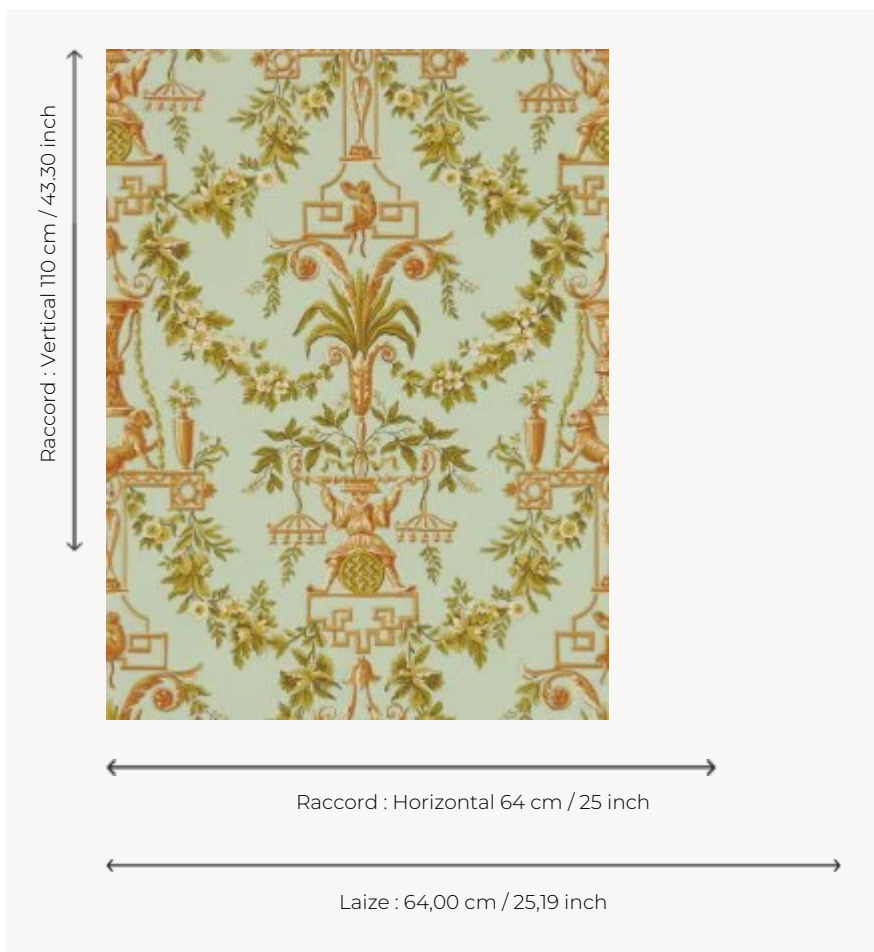 Raccord : Vertical 110 cm / 43.30 inch
Raccord : Horizontal 64 cm / 25 inch
Laize : 64,00 cm / 25,19 inch